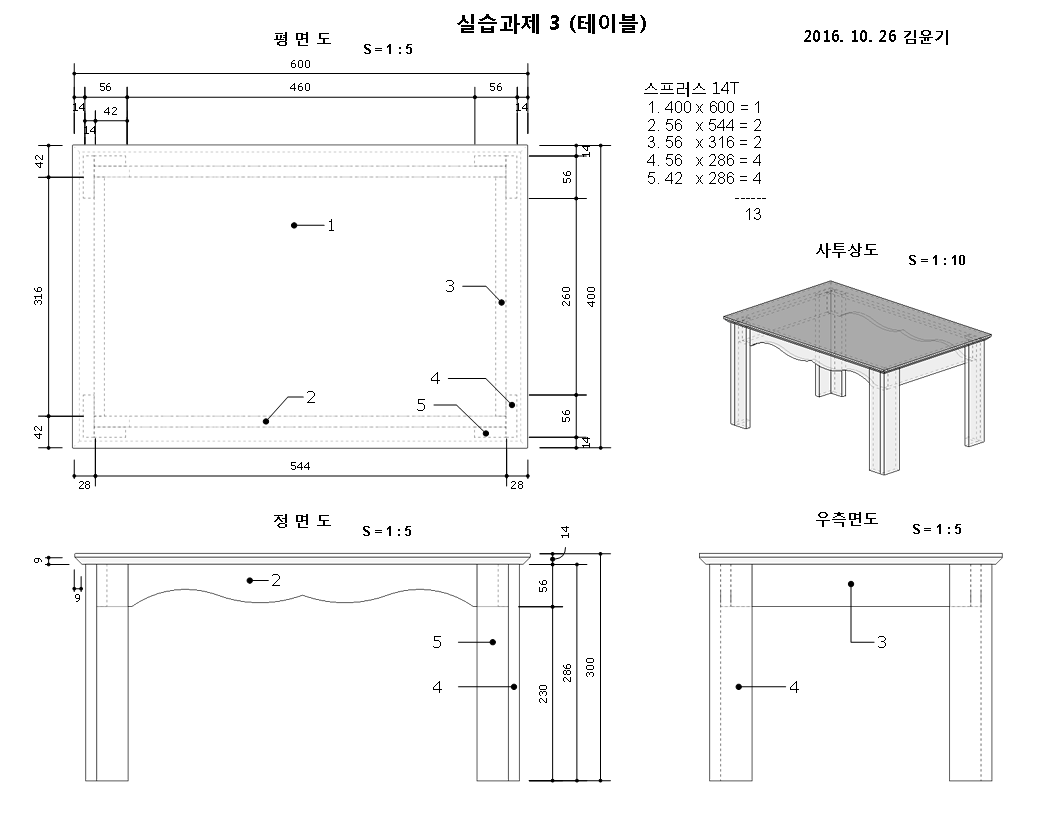 실습과제 3 (테이블)
2016. 10. 26 김윤기
평 면 도
S = 1 : 5
600
56
460
56
14
14
42
14
스프러스 14T
1. 400 x 600 = 1
2. 56 x 544 = 2
3. 56 x 316 = 2
4. 56 x 286 = 4
5. 42 x 286 = 4
------
13
42
316
42
14
56
260
400
56
14
1
3
4
5
2
28
544
28
사투상도
S = 1 : 10
정 면 도
S = 1 : 5
9
9
2
5
4
14
56
230
286
300
우측면도
S = 1 : 5
3
4